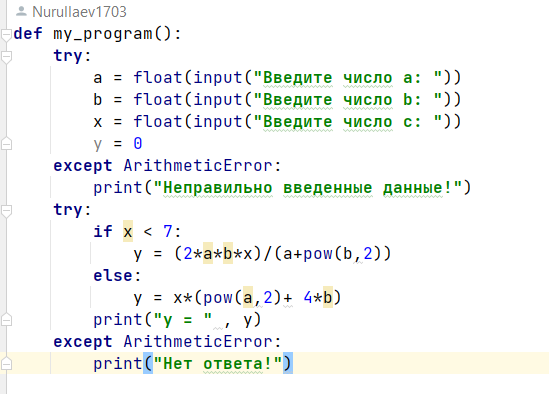 Nurullaev1703
def my_program():
    try:
        a = float(input("Введите число a: "))
        b = float(input("Введите число b: "))
        x = float(input("Введите число c: "))
        y = 0
    except ArithmeticError:
        print("Неправильно введенные данные!")
    try:
        if x < 7:
            y = (2*a*b*x)/(a+pow(b,2))
        else:
            y = x*(pow(a,2)+ 4*b)
        print("y = " , y)
    except ArithmeticError:
        print("Нет ответа!")